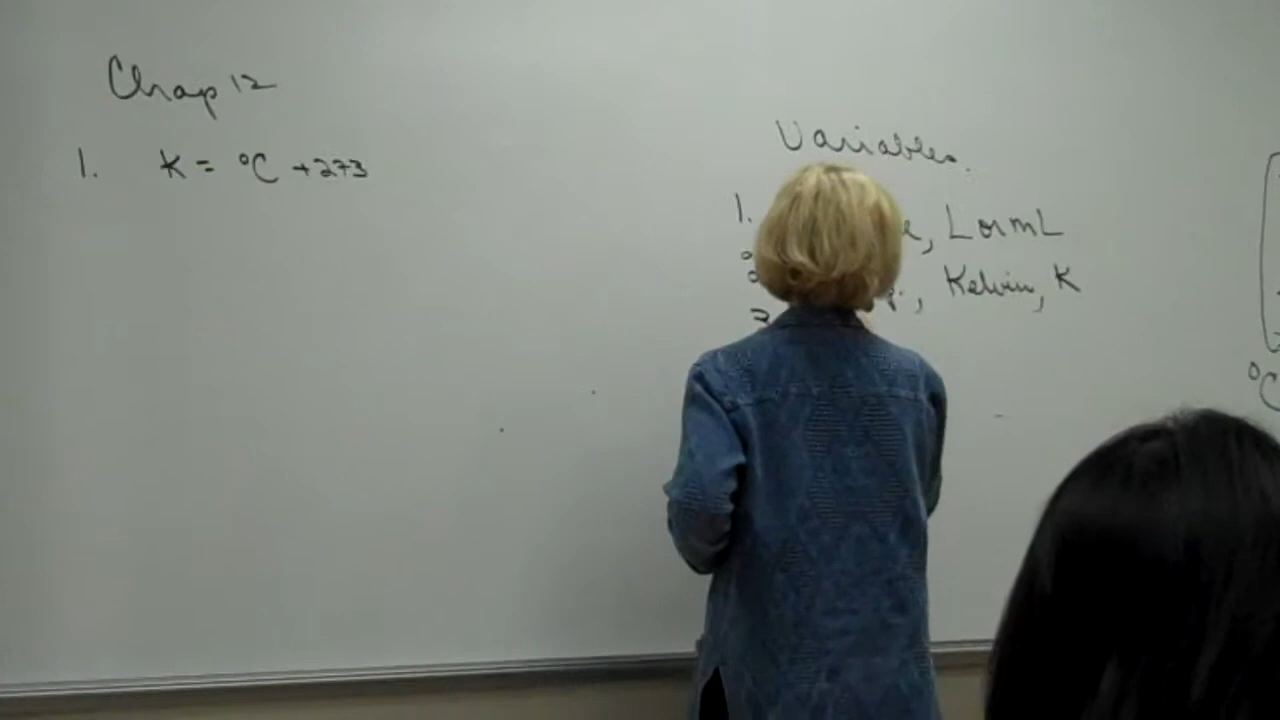 Chap 12
1. K = °C +273
Variables.
1. L or mL
Kelvin, K
°C